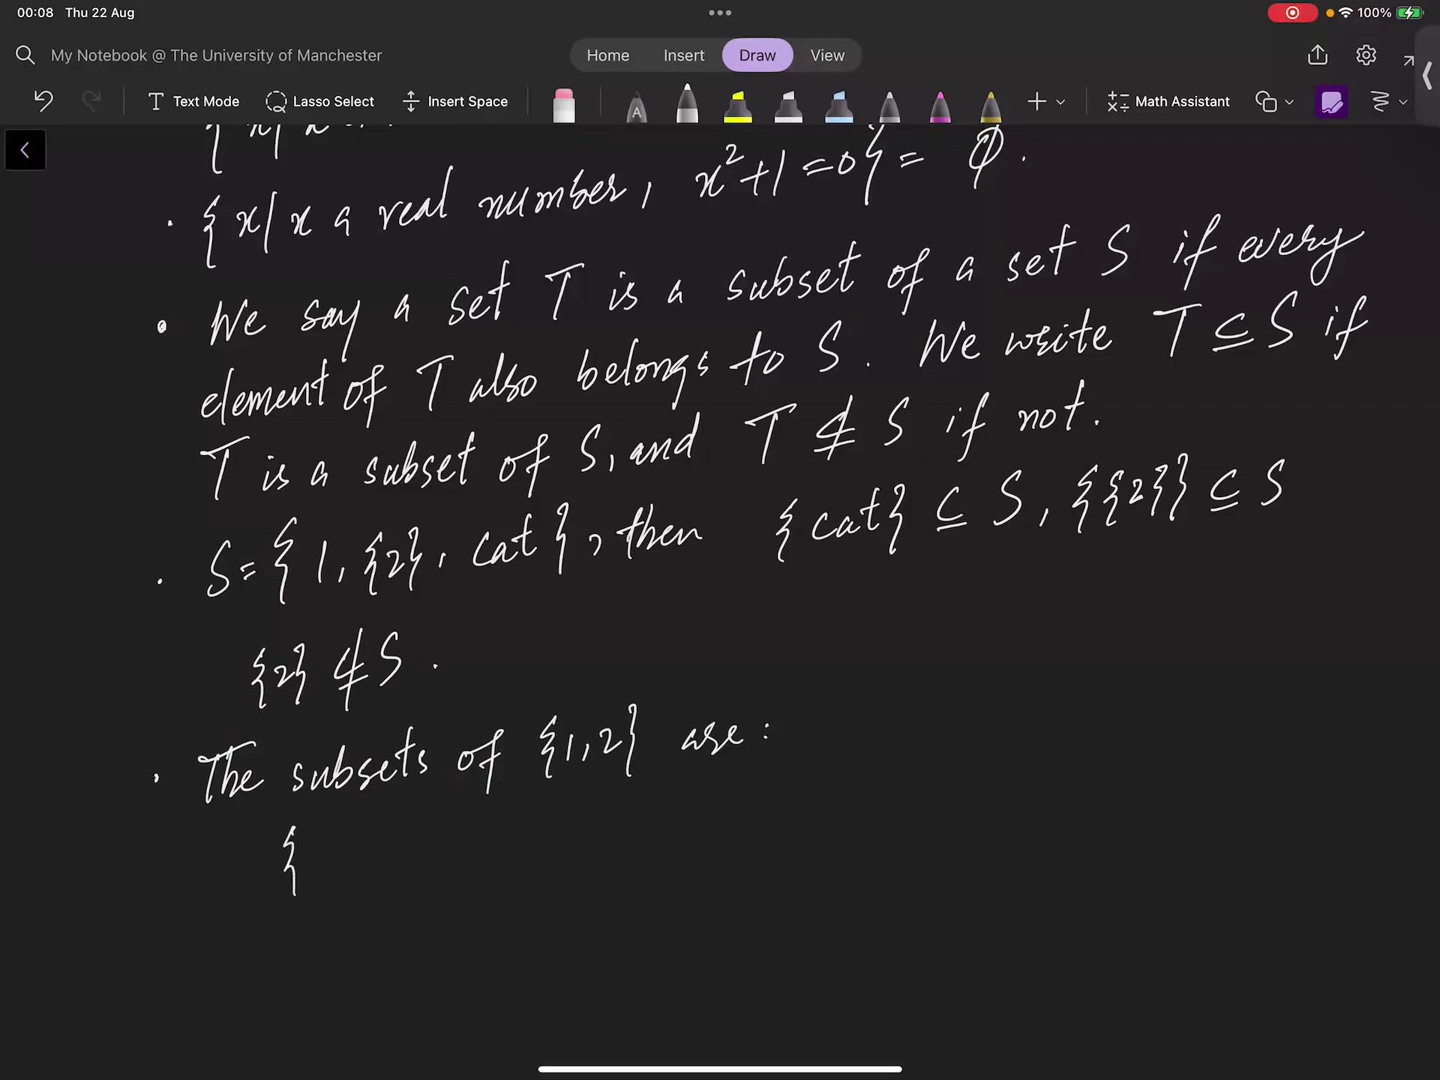 00:08 Thu 22 Aug
100%
My Notebook @ The University of Manchester
Home Insert Draw View
Text Mode Lasso Select Insert Space A Math Assistant
· {x|x a real number, x²+1=0} = ∅.
• We say a set T is a subset of a set S if every
element of T also belongs to S. We write T ⊆ S if
T is a subset of S, and T ⊈ S if not.
· S={1, {2}, cat}, then {cat} ⊆ S, {{2}} ⊆ S
{2} ⊈ S.
· The subsets of {1,2} are:
{